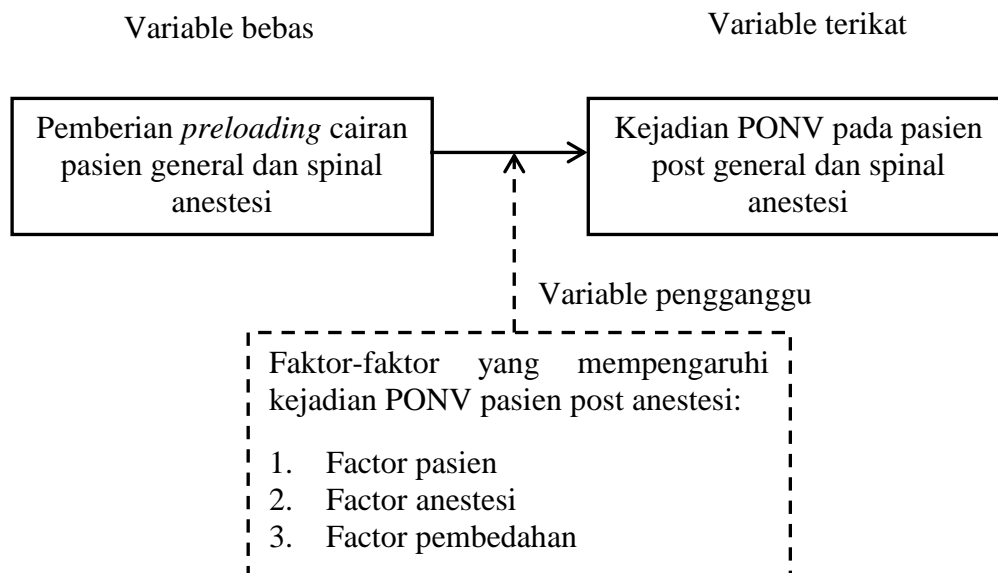 Variable bebas
Variable terikat
Pemberian preloading cairan
pasien general dan spinal
anestesi
Kejadian PONV pada pasien
post general dan spinal
anestesi
Variable pengganggu
Faktor-faktor yang mempengaruhi
kejadian PONV pasien post anestesi:
1. Factor pasien
2. Factor anestesi
3. Factor pembedahan